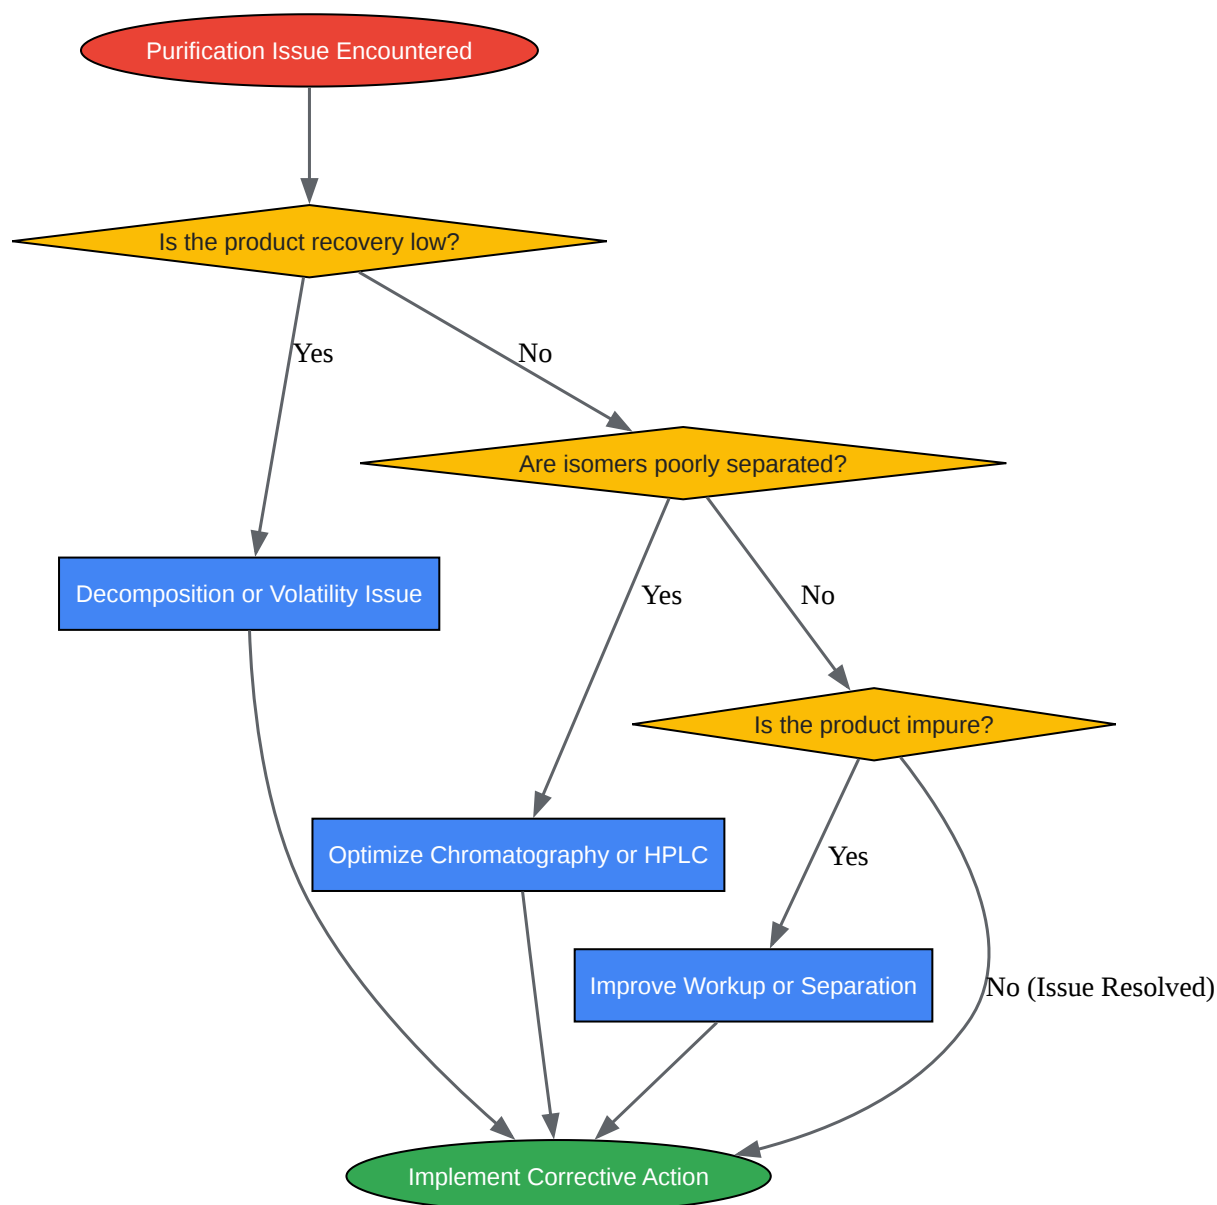 Purification Issue Encountered
Is the product recovery low?
Yes
No
Are isomers poorly separated?
Decomposition or Volatility Issue
Yes
No
Is the product impure?
Optimize Chromatography or HPLC
Yes
Improve Workup or Separation
No (Issue Resolved)
Implement Corrective Action